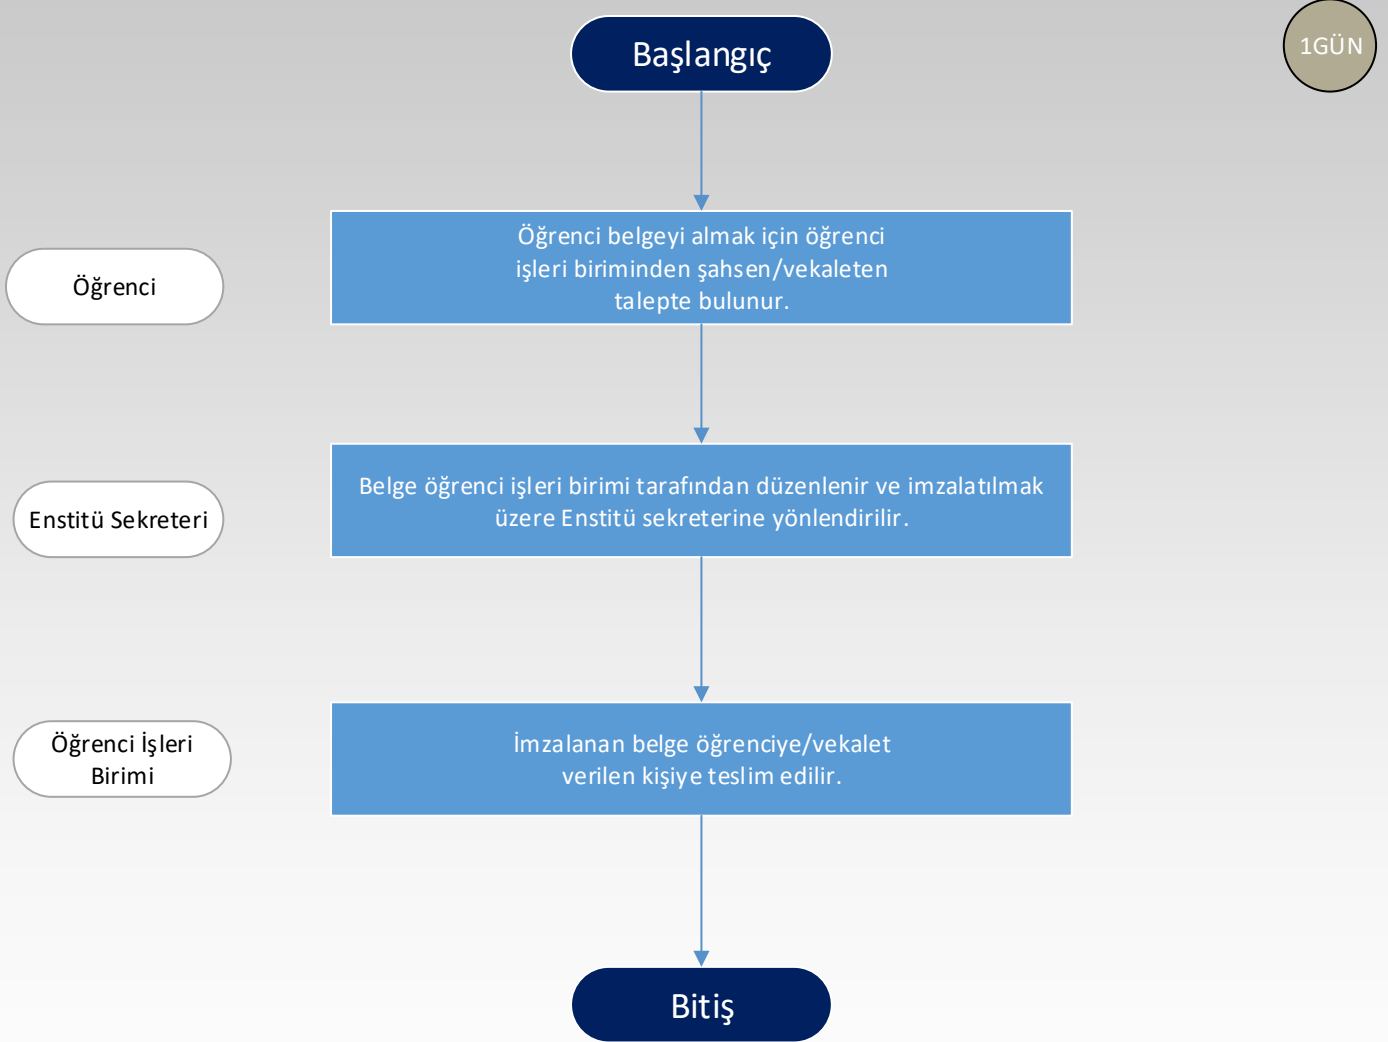 Başlangıç
1GÜN
Öğrenci
Öğrenci belgeyi almak için öğrenci
işleri biriminden şahsen/vekaleten
talepte bulunur.
Enstitü Sekreteri
Belge öğrenci işleri birimi tarafından düzenlenir ve imzalatılmak
üzere Enstitü sekreterine yönlendirilir.
Öğrenci İşleri
Birimi
İmzalanan belge öğrenciye/vekalet
verilen kişiye teslim edilir.
Bitiş